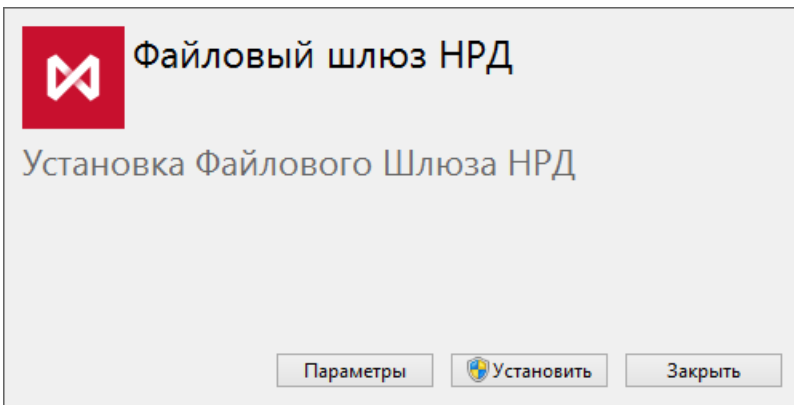 Файловый шлюз НРД
Установка Файлового Шлюза НРД
Параметры
Установить
Закрыть